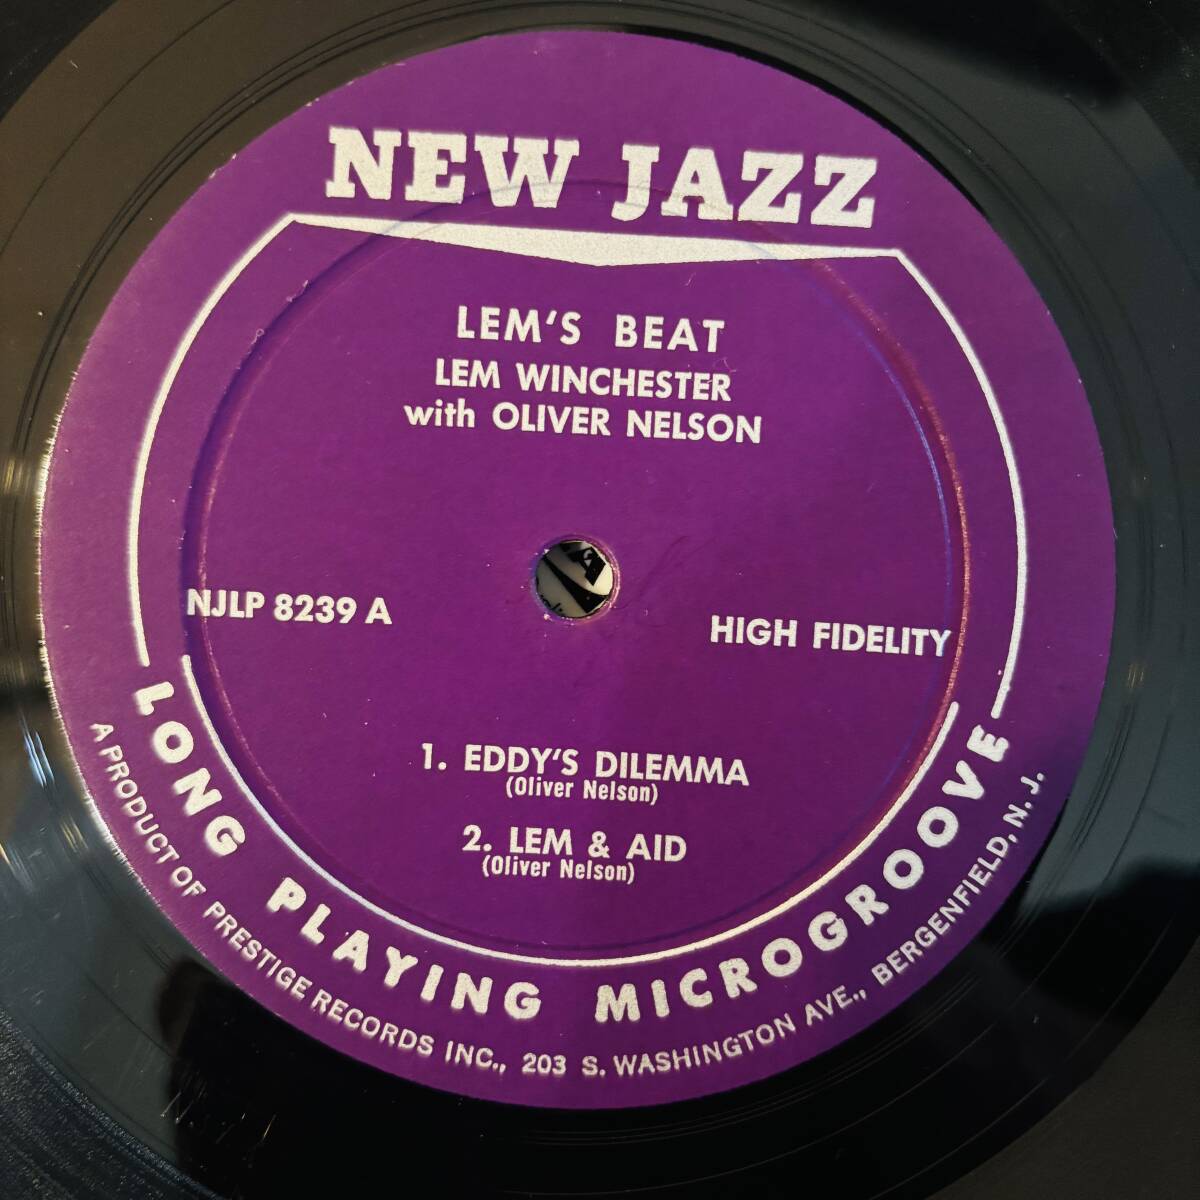 NEW JAZZ
LEM'S BEAT
LEM WINCHESTER
with OLIVER NELSON
NJLP 8239 A
HIGH FIDELITY
1. EDDY'S DILEMMA
(Oliver Nelson)
2. LEM & AID
(Oliver Nelson)
LONG PLAYING MICROGROOVE
A PRODUCT OF PRESTIGE RECORDS INC., 203 S. WASHINGTON AVE., BERGENFIELD, N. J.